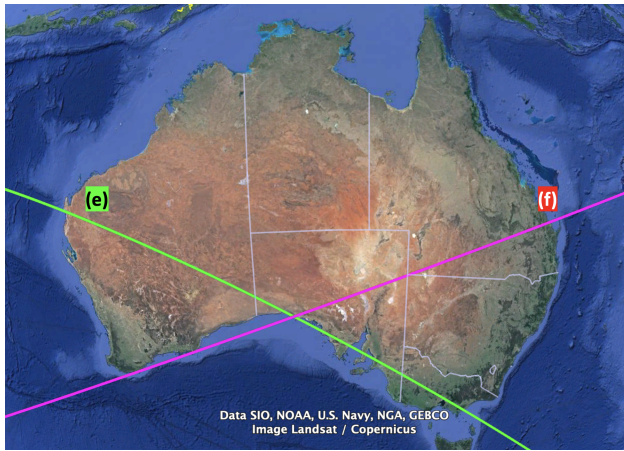 (e)
(f)
Data SIO, NOAA, U.S. Navy, NGA, GEBCO
Image Landsat / Copernicus